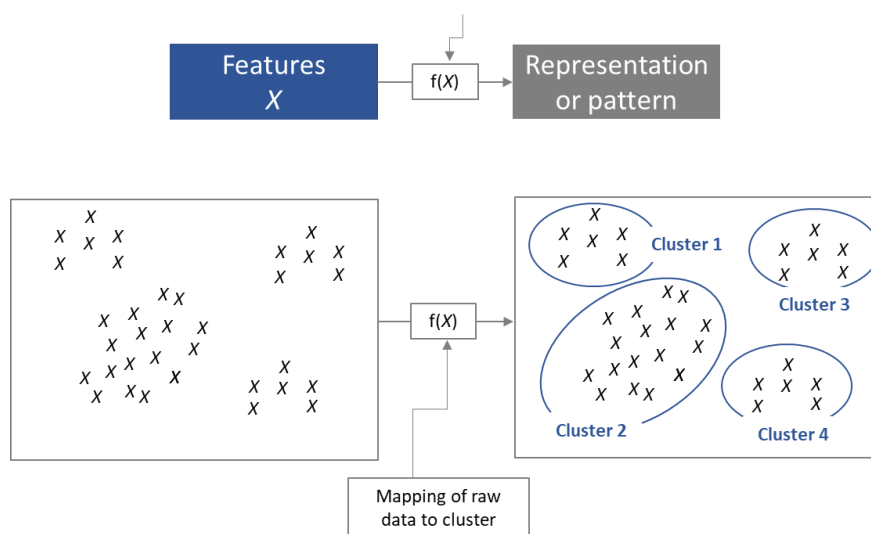 Features
X
f(X)
Representation
or pattern
X
X X X
X X
X
X X X
X X
X X
X X X X
X X X
X X X X
X X X
X
X X X
X X
f(X)
X
X X X
X X
Cluster 1
X
X X X
X X
Cluster 3
X X
X X X X
X X X
X X X X
X X X
Cluster 2
X
X X X
X X
Cluster 4
Mapping of raw
data to cluster